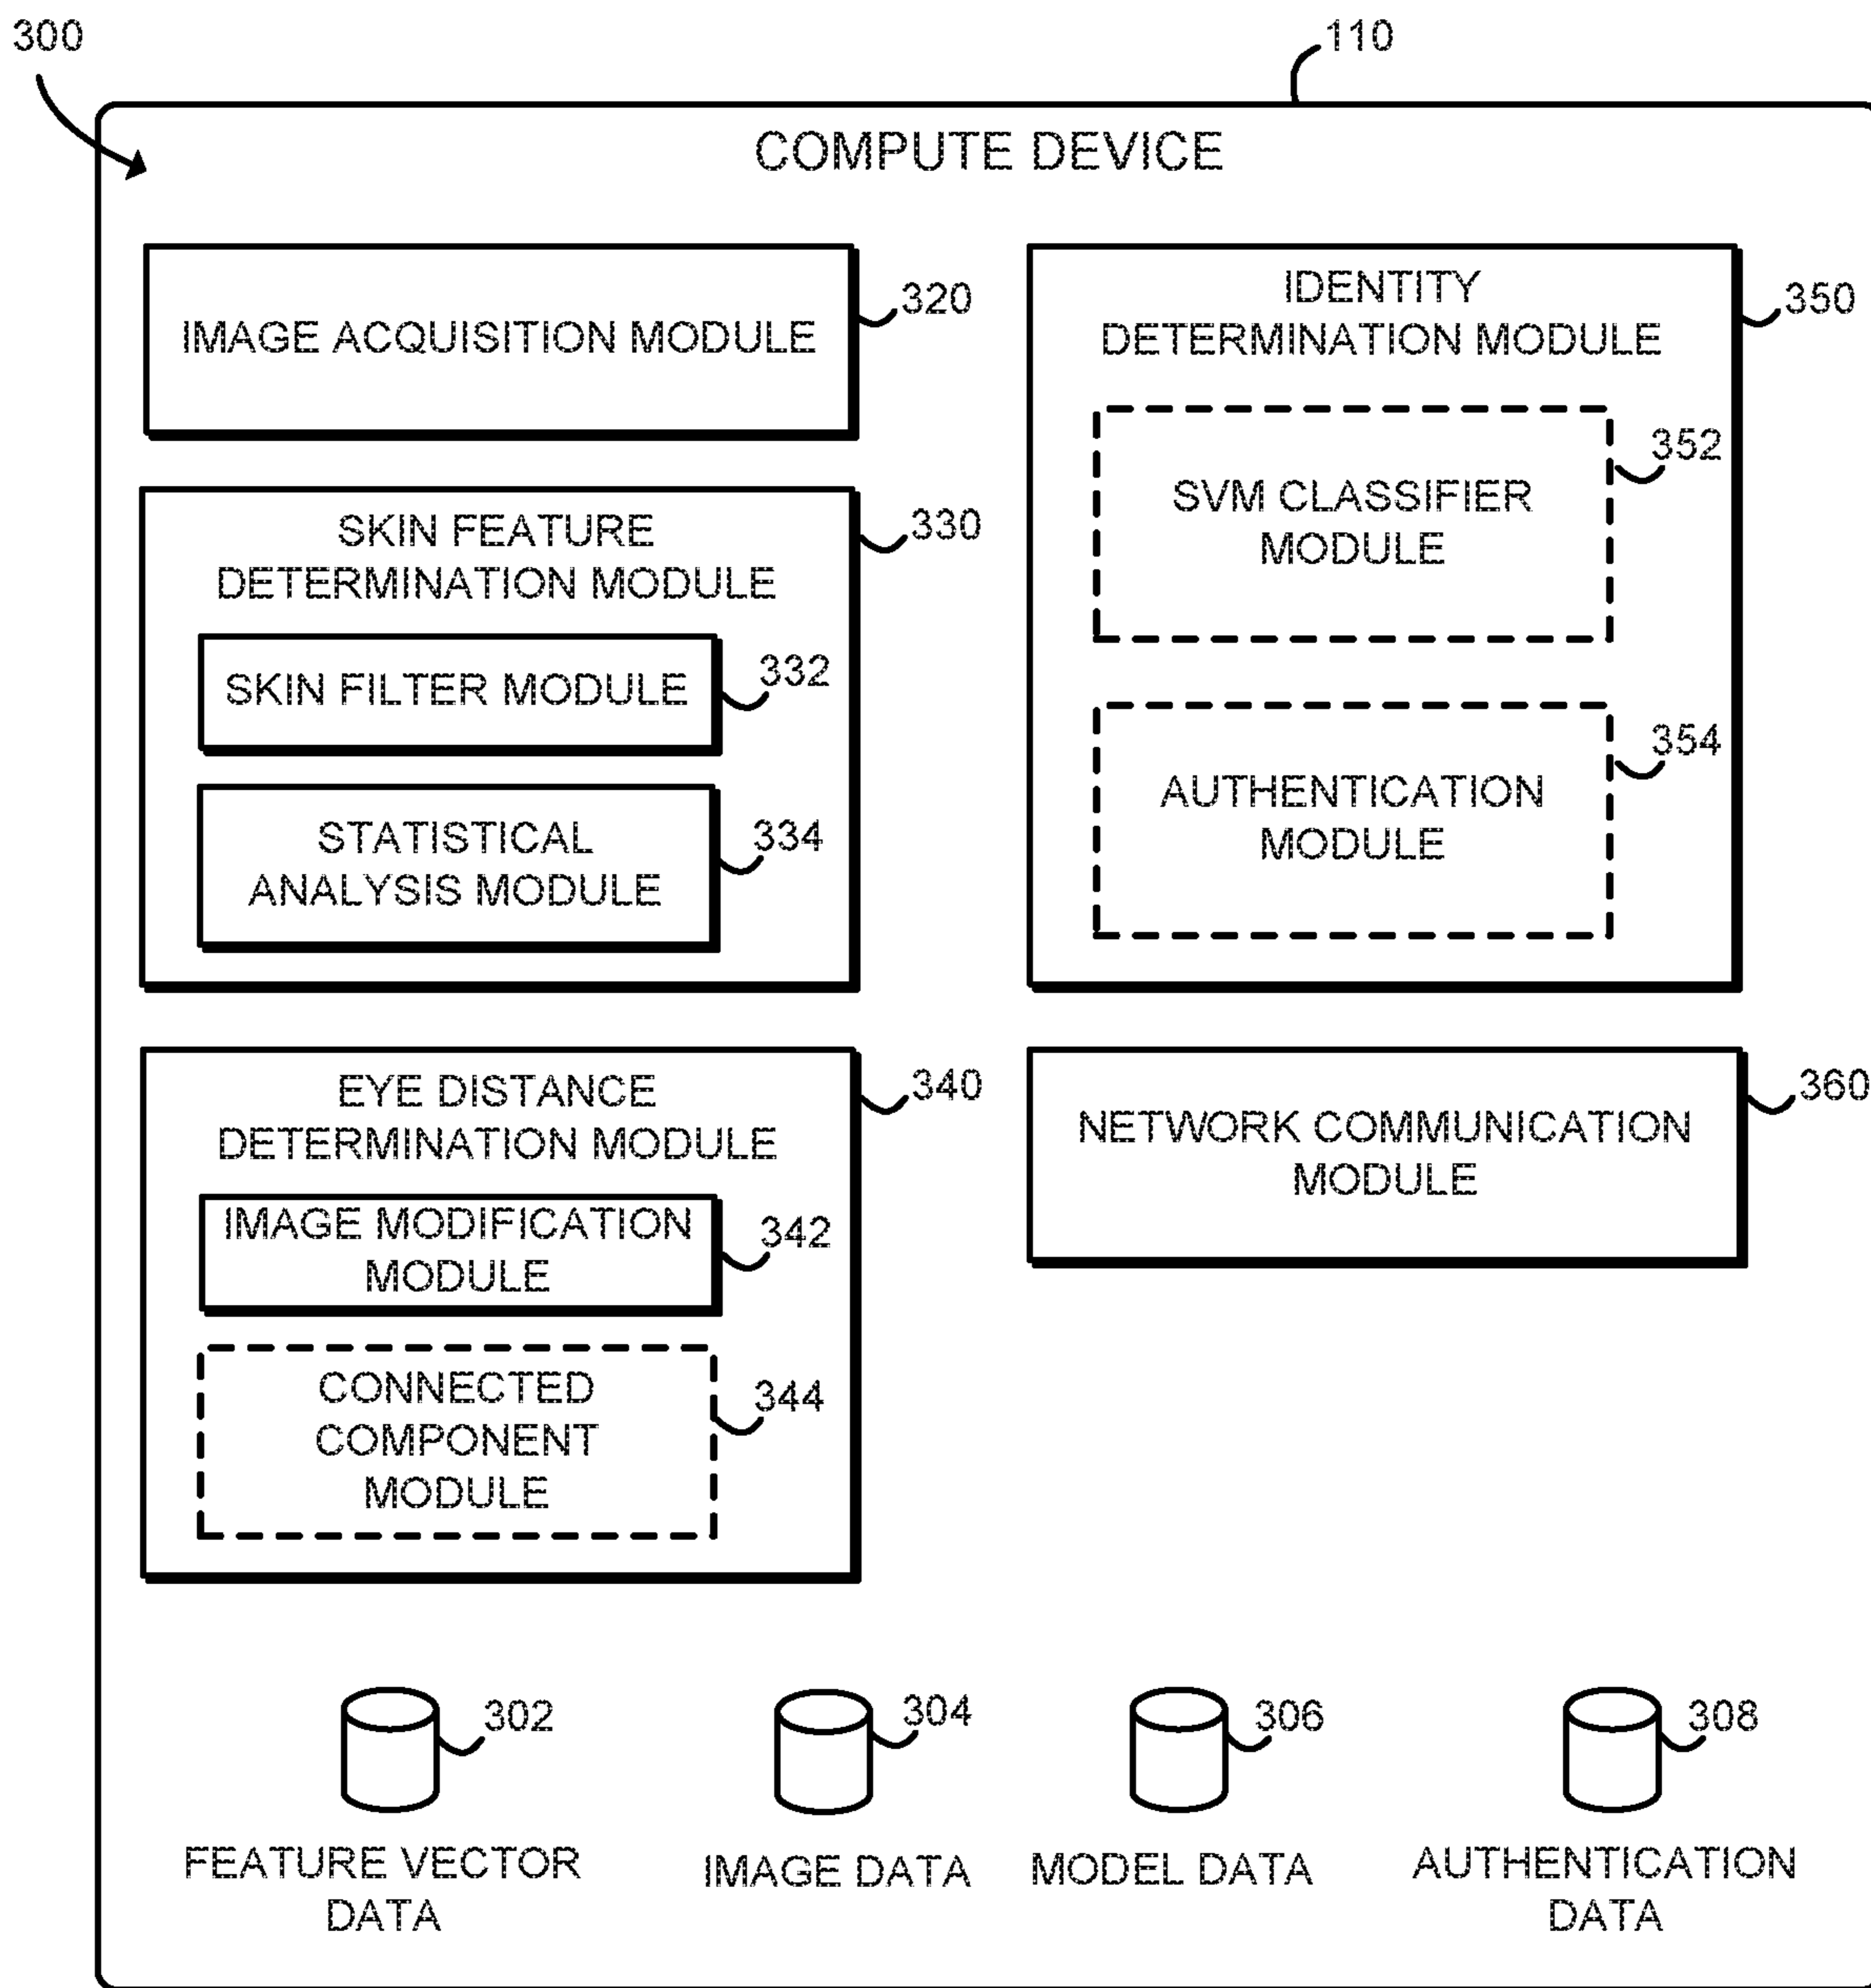 300
110
COMPUTE DEVICE
IMAGE ACQUISITION MODULE
320
SKIN FEATURE
DETERMINATION MODULE
330
SKIN FILTER MODULE
332
STATISTICAL
ANALYSIS MODULE
334
EYE DISTANCE
DETERMINATION MODULE
340
IMAGE MODIFICATION
MODULE
342
CONNECTED
COMPONENT
MODULE
344
IDENTITY
DETERMINATION MODULE
350
SVM CLASSIFIER
MODULE
352
AUTHENTICATION
MODULE
354
NETWORK COMMUNICATION
MODULE
360
302
FEATURE VECTOR
DATA
304
IMAGE DATA
306
MODEL DATA
308
AUTHENTICATION
DATA